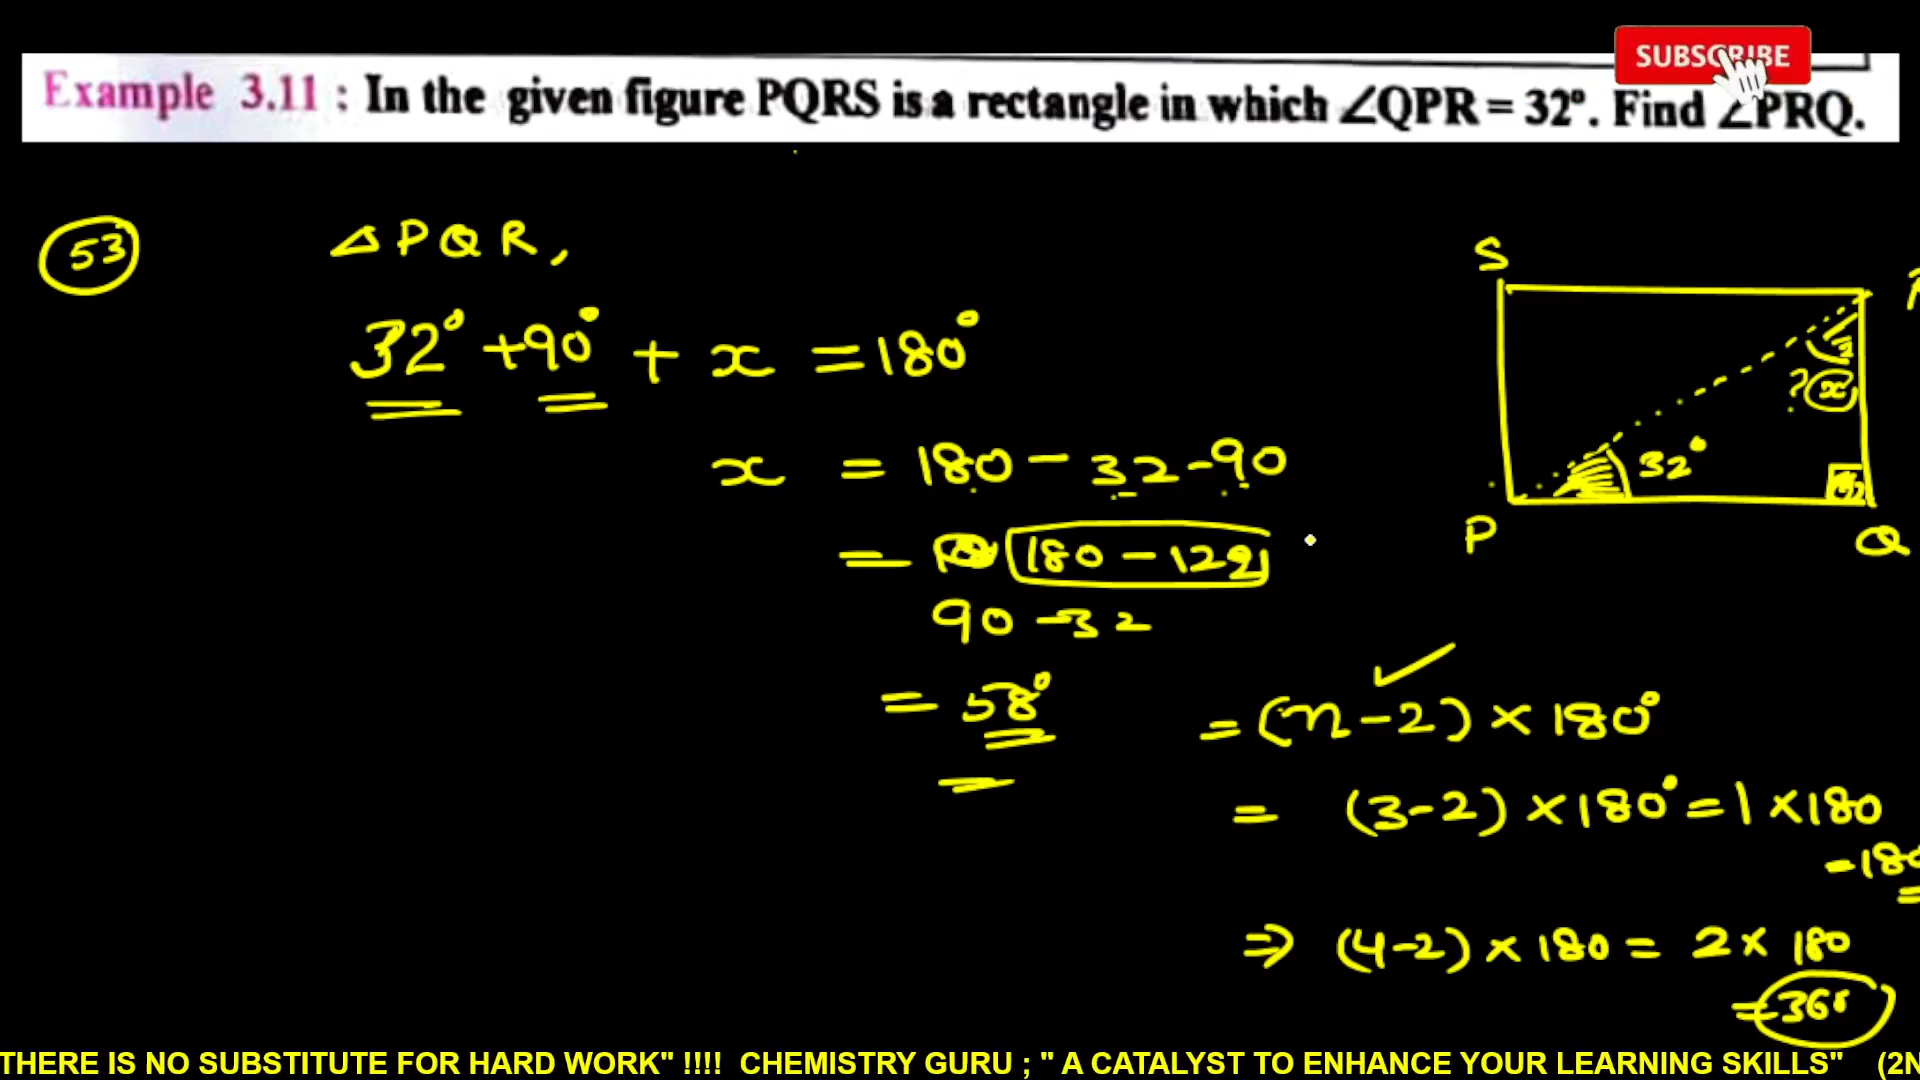 SUBSCRIBE
Example 3.11 : In the given figure PQRS is a rectangle in which ∠QPR = 32°. Find ∠PRQ.
53
△ P Q R ,
32° + 90° + x = 180°
x = 180 - 32 - 90
= 180 - 122
90 - 32
= 58°
S
? x
32°
P
Q
= (n - 2) × 180°
= (3 - 2) × 180° = 1 × 180
⇒ (4 - 2) × 180 = 2 × 180
THERE IS NO SUBSTITUTE FOR HARD WORK" !!!! CHEMISTRY GURU ; " A CATALYST TO ENHANCE YOUR LEARNING SKILLS" (2N